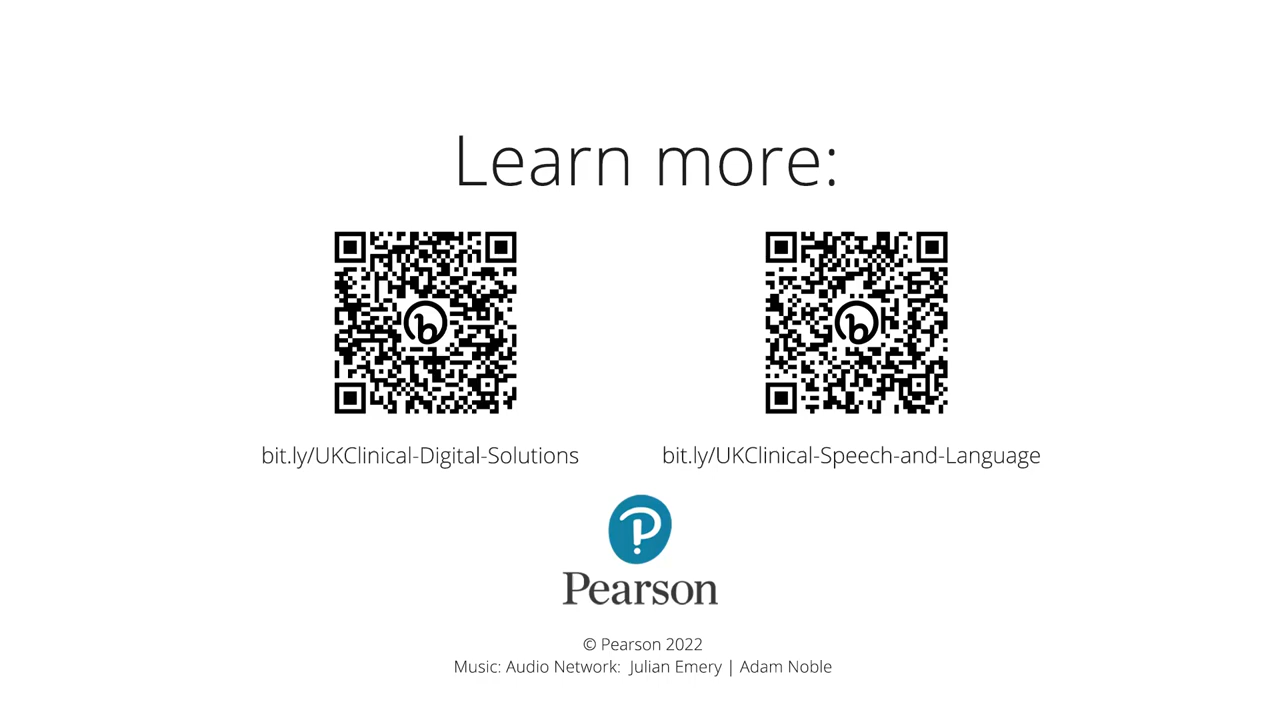 Learn more:
bit.ly/UKClinical-Digital-Solutions
bit.ly/UKClinical-Speech-and-Language
Pearson
© Pearson 2022
Music: Audio Network: Julian Emery | Adam Noble